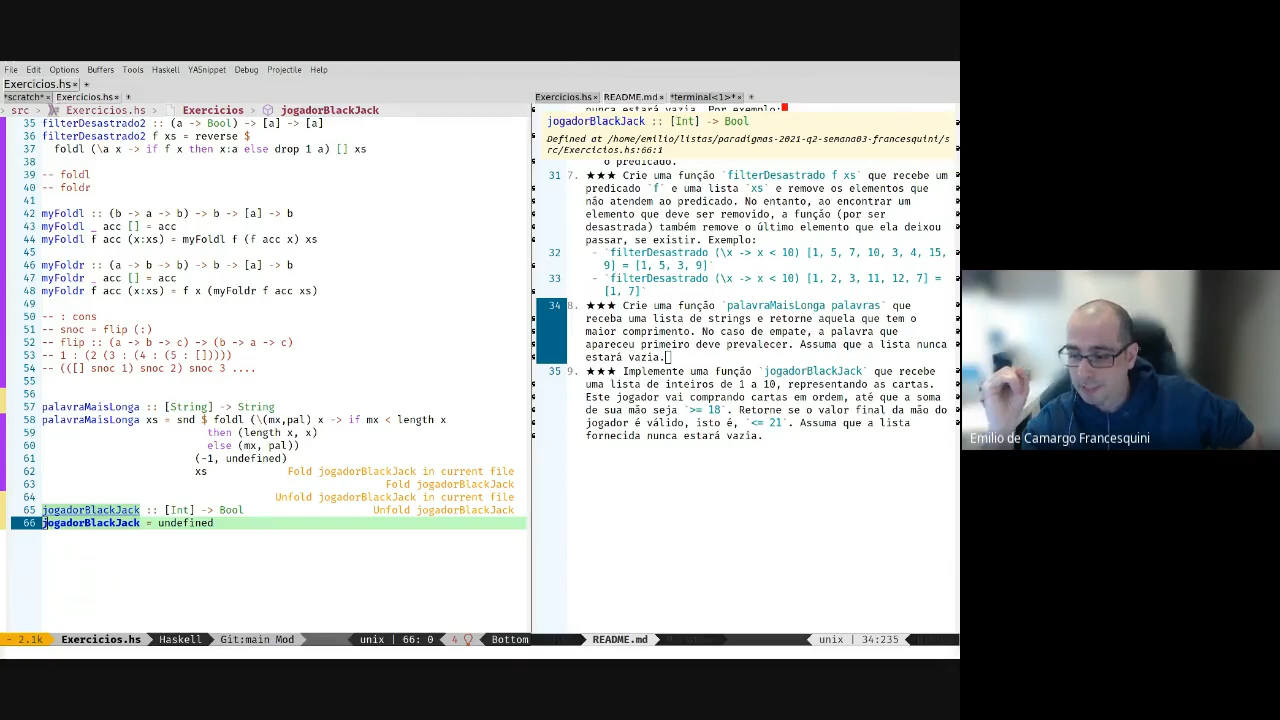 File Edit Options Buffers Tools Haskell YASnippet Debug Projectile Help
Exercicios.hs× +
*scratch*× Exercicios.hs× +
src > Exercicios.hs > Exercicios > jogadorBlackJack
35 filterDesastrado2 :: (a -> Bool) -> [a] -> [a]
36 filterDesastrado2 f xs = reverse $
37 foldl (\a x -> if f x then x:a else drop 1 a) [] xs
38
39 -- foldl
40 -- foldr
41
42 myFoldl :: (b -> a -> b) -> b -> [a] -> b
43 myFoldl _ acc [] = acc
44 myFoldl f acc (x:xs) = myFoldl f (f acc x) xs
45
46 myFoldr :: (a -> b -> b) -> b -> [a] -> b
47 myFoldr _ acc [] = acc
48 myFoldr f acc (x:xs) = f x (myFoldr f acc xs)
49
50 -- : cons
51 -- snoc = flip (:)
52 -- flip :: (a -> b -> c) -> (b -> a -> c)
53 -- 1 : (2 (3 : (4 : (5 : []))))
54 -- (([] snoc 1) snoc 2) snoc 3 ....
55
56
57 palavraMaisLonga :: [String] -> String
58 palavraMaisLonga xs = snd $ foldl (\(mx,pal) x -> if mx < length x
59 then (length x, x)
60 else (mx, pal))
61 (-1, undefined)
62 xs Fold jogadorBlackJack in current file
63 Fold jogadorBlackJack
64 Unfold jogadorBlackJack in current file
65 jogadorBlackJack :: [Int] -> Bool Unfold jogadorBlackJack
66 jogadorBlackJack = undefined
- 2.1k Exercicios.hs Haskell Git:main Mod unix | 66: 0 4 Bottom
Exercicios.hs× README.md× *terminal<1>*× +
nunca estará vazia. Por exemplo:
jogadorBlackJack :: [Int] -> Bool
Defined at /home/emilio/listas/paradigmas-2021-q2-semana03-francesquini/s
rc/Exercicios.hs:66:1
o predicado.
31 7. ★★★ Crie uma função `filterDesastrado f xs` que recebe um
predicado `f` e uma lista `xs` e remove os elementos que
não atendem ao predicado. No entanto, ao encontrar um
elemento que deve ser removido, a função (por ser
desastrada) também remove o último elemento que ela deixou
passar, se existir. Exemplo:
32 - `filterDesastrado (\x -> x < 10) [1, 5, 7, 10, 3, 4, 15,
9] = [1, 5, 3, 9]`
33 - `filterDesastrado (\x -> x < 10) [1, 2, 3, 11, 12, 7] =
[1, 7]`
34 8. ★★★ Crie uma função `palavraMaisLonga palavras` que
receba uma lista de strings e retorne aquela que tem o
maior comprimento. No caso de empate, a palavra que
apareceu primeiro deve prevalecer. Assuma que a lista nunca
estará vazia.
35 9. ★★★ Implemente uma função `jogadorBlackJack` que recebe
uma lista de inteiros de 1 a 10, representando as cartas.
Este jogador vai comprando cartas em ordem, até que a soma
de sua mão seja `>= 18`. Retorne se o valor final da mão do
jogador é válido, isto é, `<= 21`. Assuma que a lista
fornecida nunca estará vazia.
README.md unix | 34:235
Emilio de Camargo Francesquini